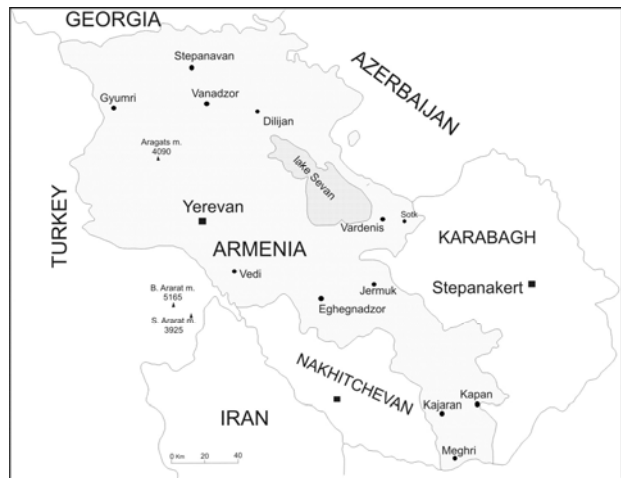 GEORGIA
Stepanavan
AZERBAIJAN
Gyumri
Vanadzor
Dilijan
Aragats m.
4090
lake Sevan
TURKEY
Yerevan
Vardenis
Sotk
KARABAGH
ARMENIA
Vedi
Jermuk
Stepanakert
B. Ararat m.
5165
Eghegnadzor
S. Ararat m.
3925
NAKHITCHEVAN
Kapan
Kajaran
IRAN
Meghri
0 Km 20 40